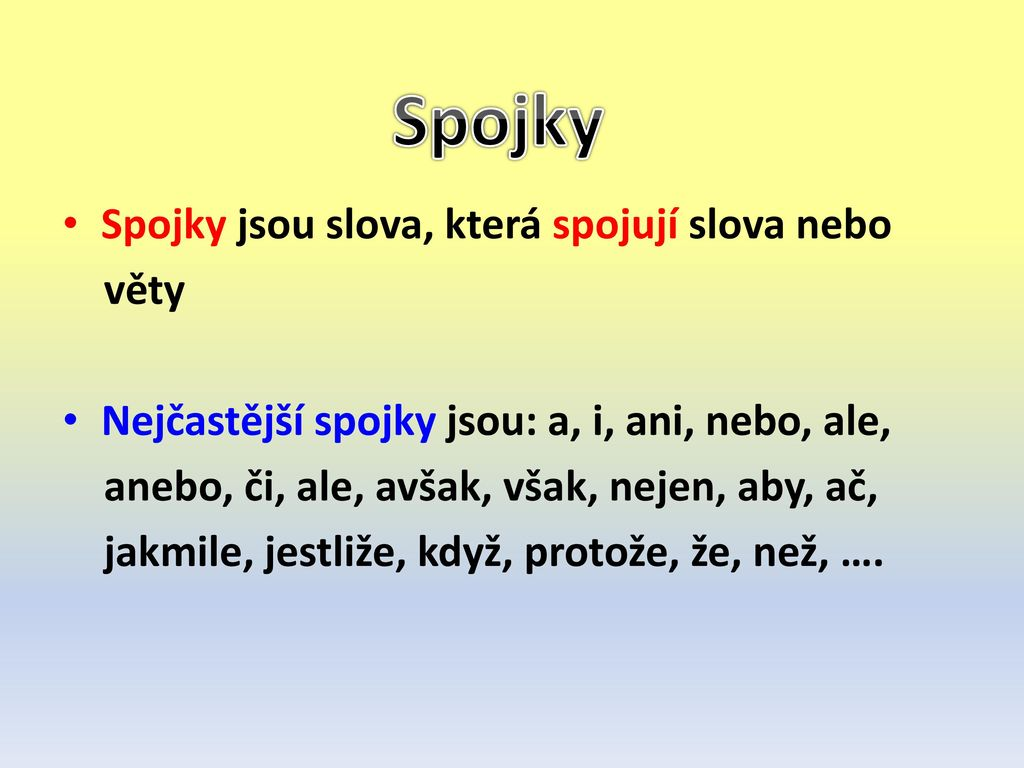 Spojky
• Spojky jsou slova, která spojují slova nebo
věty
• Nejčastější spojky jsou: a, i, ani, nebo, ale,
anebo, či, ale, avšak, však, nejen, aby, ač,
jakmile, jestliže, když, protože, že, než, ….